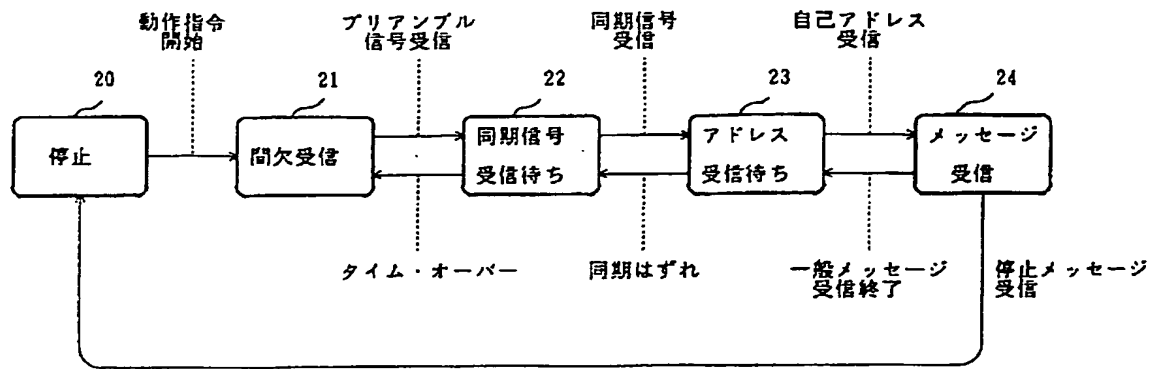 動作指令
開始
プリアンブル
信号受信
同期信号
受信
自己アドレス
受信
20
21
22
23
24
停止
間欠受信
同期信号
受信待ち
アドレス
受信待ち
メッセージ
受信
タイム・オーバー
同期はずれ
一般メッセージ
受信終了
停止メッセージ
受信